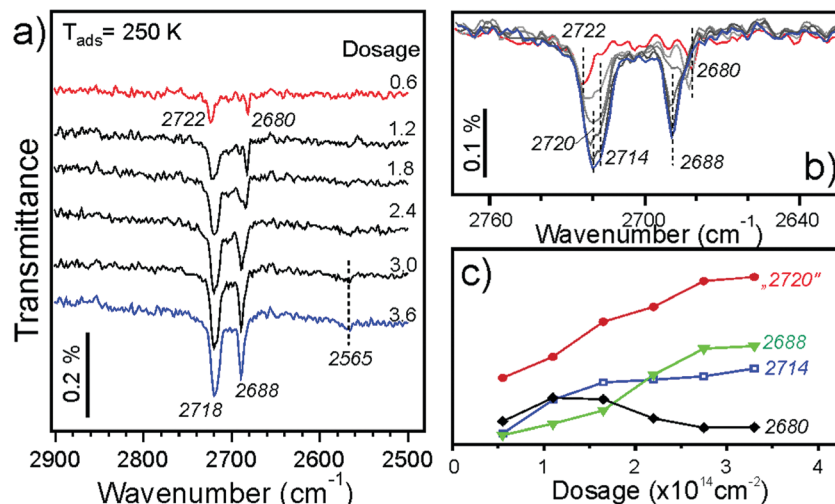 a)
T_ads= 250 K
Dosage
0.6
2722
2680
1.2
1.8
2.4
3.0
3.6
2565
0.2 %
2718
2688
Transmittance
2900 2800 2700 2600 2500
Wavenumber (cm⁻¹)
2722
2680
0.1 %
2720
2714
2688
b)
2760 2700 2640
Wavenumber (cm⁻¹)
c)
„2720“
2688
2714
2680
0 1 2 3 4
Dosage (x10¹⁴cm⁻²)